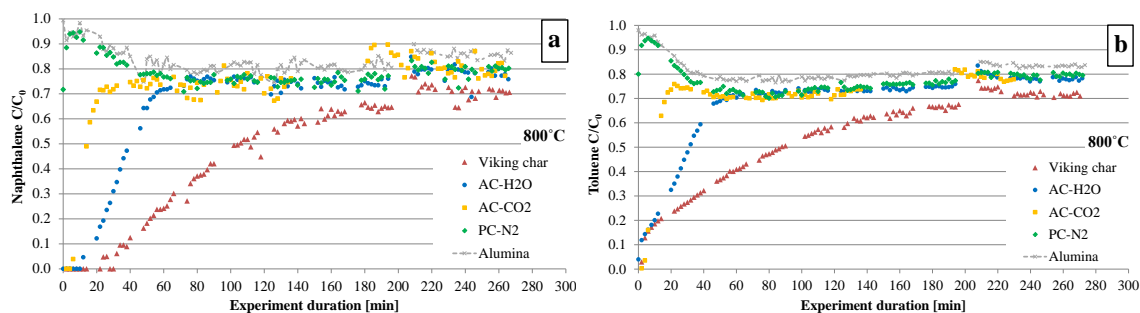 a
Naphthalene C/C0
1.0
0.9
0.8
0.7
0.6
0.5
0.4
0.3
0.2
0.1
0.0
800°C
Viking char
AC-H2O
AC-CO2
PC-N2
Alumina
0 20 40 60 80 100 120 140 160 180 200 220 240 260 280 300
Experiment duration [min]
b
Toluene C/C0
1.0
0.9
0.8
0.7
0.6
0.5
0.4
0.3
0.2
0.1
0.0
800°C
Viking char
AC-H2O
AC-CO2
PC-N2
Alumina
0 20 40 60 80 100 120 140 160 180 200 220 240 260 280 300
Experiment duration [min]